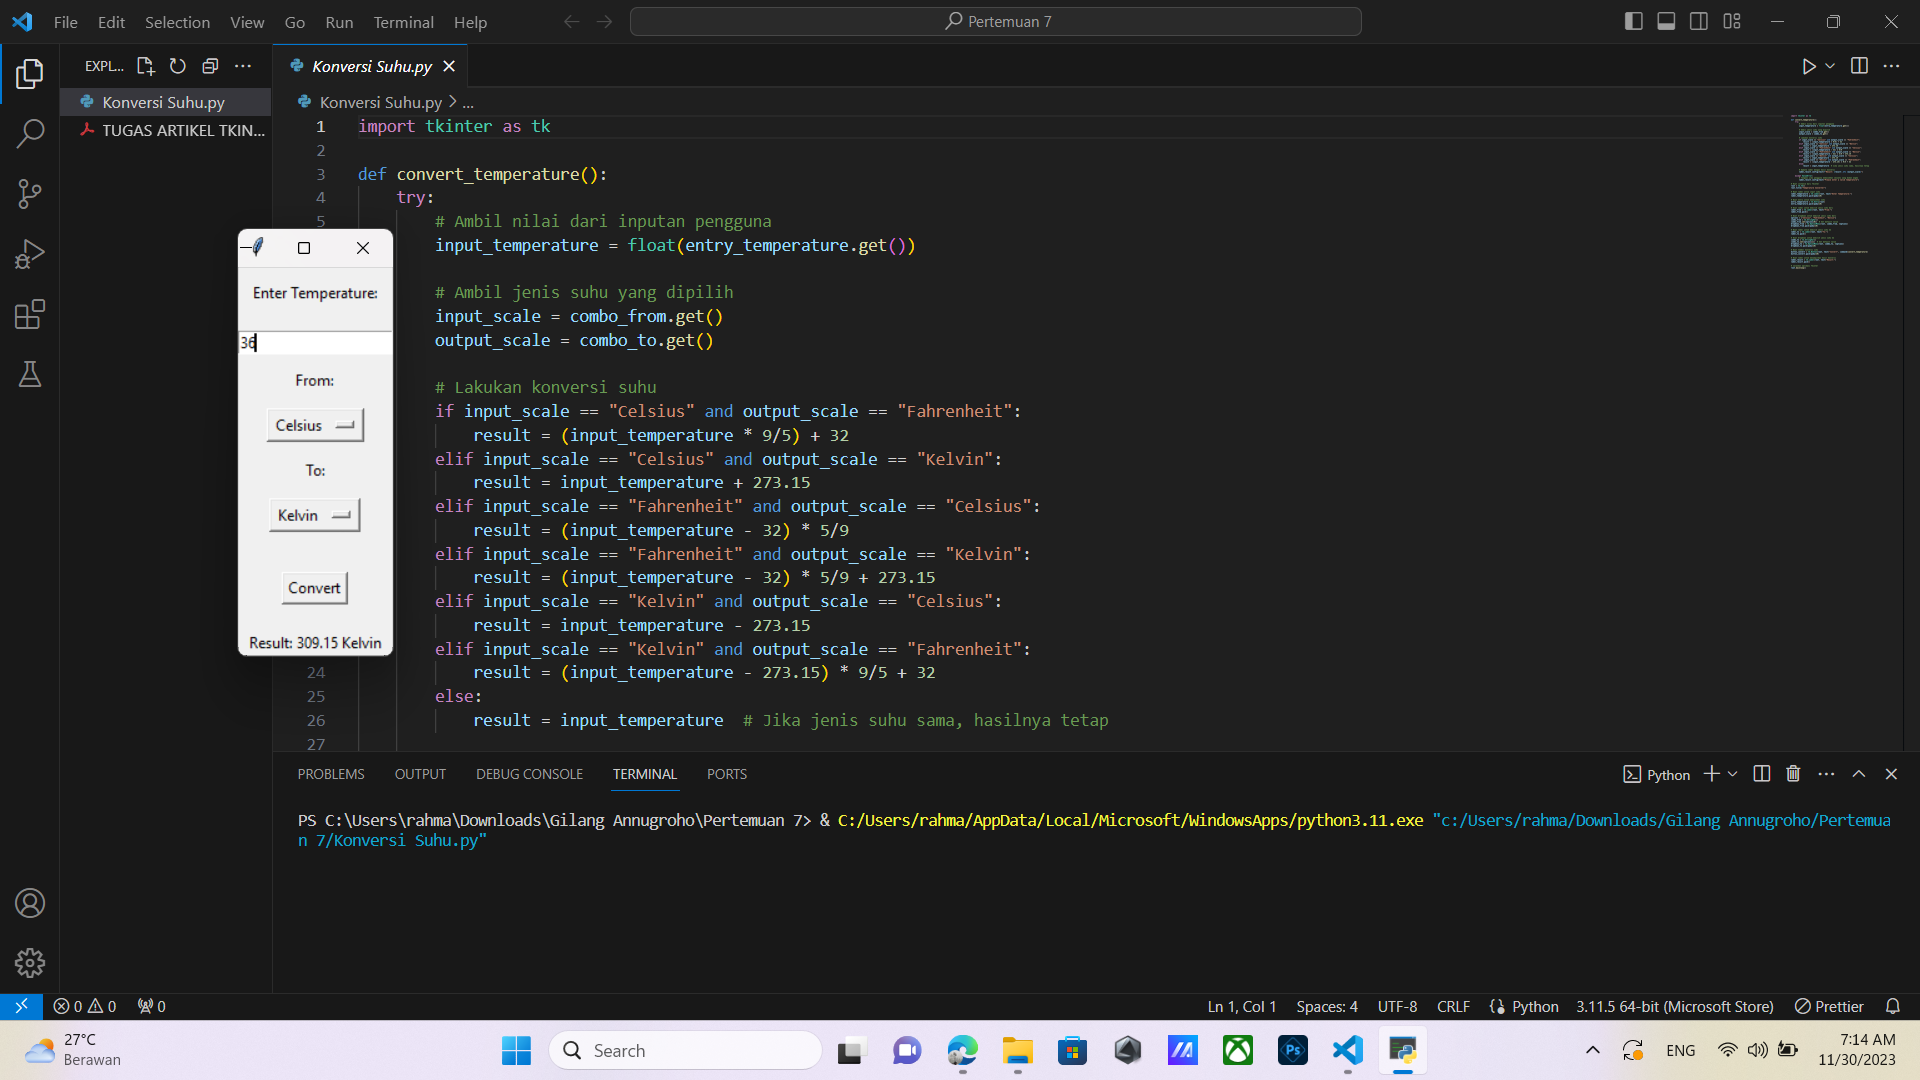 File Edit Selection View Go Run Terminal Help
Pertemuan 7
EXPL...
Konversi Suhu.py
Konversi Suhu.py
TUGAS ARTIKEL TKIN...
Konversi Suhu.py > ...
1 import tkinter as tk
2
3 def convert_temperature():
4 try:
5 # Ambil nilai dari inputan pengguna
input_temperature = float(entry_temperature.get())
# Ambil jenis suhu yang dipilih
input_scale = combo_from.get()
output_scale = combo_to.get()
# Lakukan konversi suhu
if input_scale == "Celsius" and output_scale == "Fahrenheit":
result = (input_temperature * 9/5) + 32
elif input_scale == "Celsius" and output_scale == "Kelvin":
result = input_temperature + 273.15
elif input_scale == "Fahrenheit" and output_scale == "Celsius":
result = (input_temperature - 32) * 5/9
elif input_scale == "Fahrenheit" and output_scale == "Kelvin":
result = (input_temperature - 32) * 5/9 + 273.15
elif input_scale == "Kelvin" and output_scale == "Celsius":
result = input_temperature - 273.15
elif input_scale == "Kelvin" and output_scale == "Fahrenheit":
24 result = (input_temperature - 273.15) * 9/5 + 32
25 else:
26 result = input_temperature # Jika jenis suhu sama, hasilnya tetap
27
Enter Temperature:
36
From:
Celsius
To:
Kelvin
Convert
Result: 309.15 Kelvin
PROBLEMS OUTPUT DEBUG CONSOLE TERMINAL PORTS
Python
PS C:\Users\rahma\Downloads\Gilang Annugroho\Pertemuan 7> & C:/Users/rahma/AppData/Local/Microsoft/WindowsApps/python3.11.exe "c:/Users/rahma/Downloads/Gilang Annugroho/Pertemua
n 7/Konversi Suhu.py"
0 0 0
Ln 1, Col 1 Spaces: 4 UTF-8 CRLF Python 3.11.5 64-bit (Microsoft Store) Prettier
27°C
Berawan
Search
Ps
ENG
7:14 AM
11/30/2023